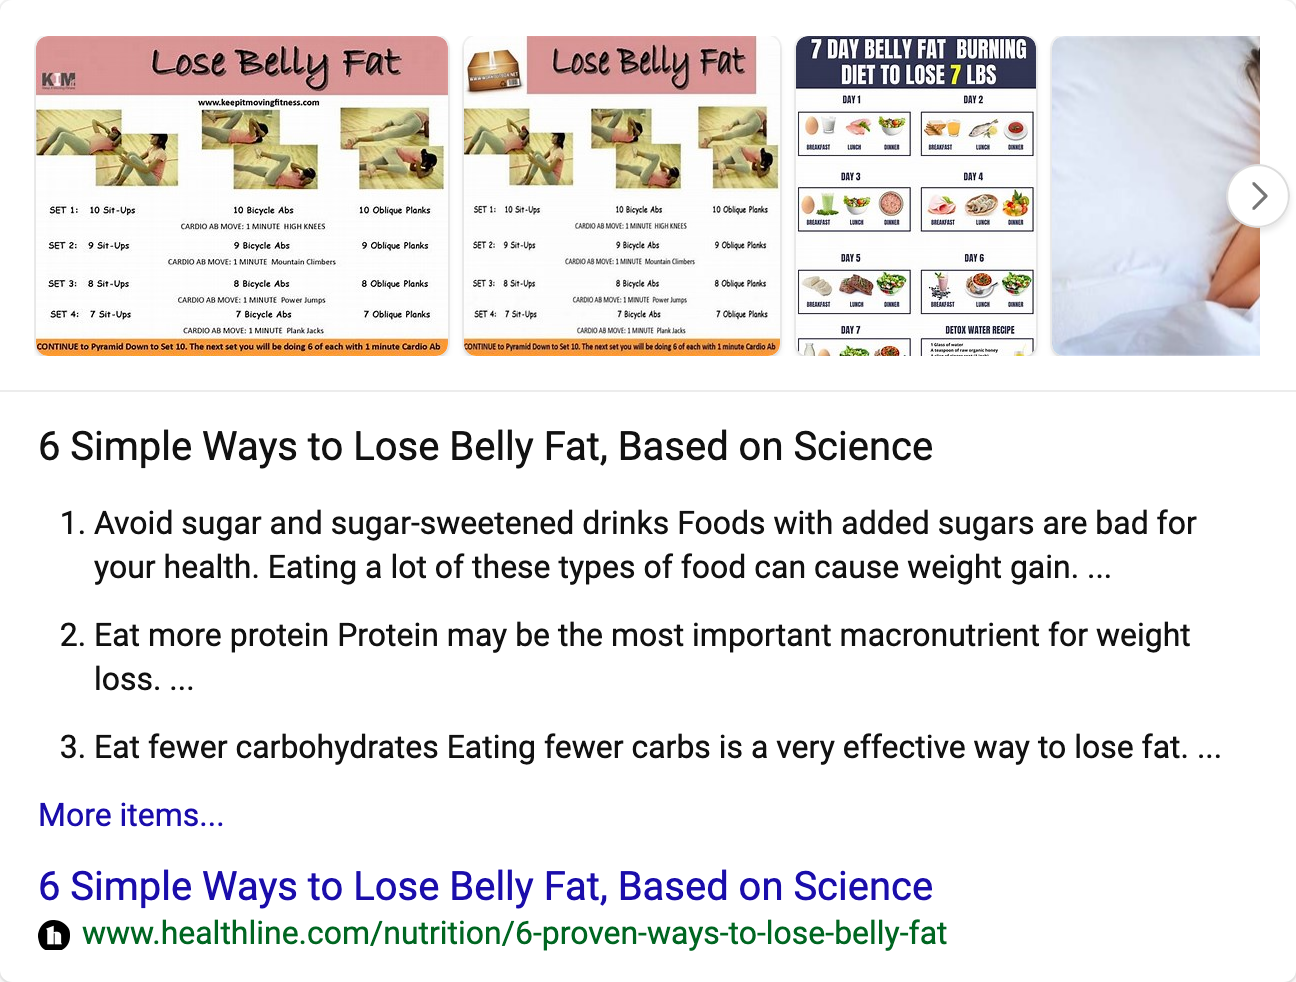 Lose Belly Fat
KIM
www.keepitmovingfitness.com
SET 1: 10 Sit-Ups 10 Bicycle Abs 10 Oblique Planks
CARDIO AB MOVE: 1 MINUTE HIGH KNEES
SET 2: 9 Sit-Ups 9 Bicycle Abs 9 Oblique Planks
CARDIO AB MOVE: 1 MINUTE Mountain Climbers
SET 3: 8 Sit-Ups 8 Bicycle Abs 8 Oblique Planks
CARDIO AB MOVE: 1 MINUTE Power Jumps
SET 4: 7 Sit-Ups 7 Bicycle Abs 7 Oblique Planks
CARDIO AB MOVE: 1 MINUTE Plank Jacks
CONTINUE to Pyramid Down to Set 10. The next set you will be doing 6 of each with 1 minute Cardio Ab
Lose Belly Fat
SET 1: 10 Sit-Ups 10 Bicycle Abs 10 Oblique Planks
CARDIO AB MOVE: 1 MINUTE HIGH KNEES
SET 2: 9 Sit-Ups 9 Bicycle Abs 9 Oblique Planks
CARDIO AB MOVE: 1 MINUTE Mountain Climbers
SET 3: 8 Sit-Ups 8 Bicycle Abs 8 Oblique Planks
CARDIO AB MOVE: 1 MINUTE Power Jumps
SET 4: 7 Sit-Ups 7 Bicycle Abs 7 Oblique Planks
CARDIO AB MOVE: 1 MINUTE Plank Jacks
CONTINUE to Pyramid Down to Set 10. The next set you will be doing 6 of each with 1 minute Cardio Ab
7 DAY BELLY FAT BURNING
DIET TO LOSE 7 LBS
DAY 1 DAY 2
BREAKFAST LUNCH DINNER BREAKFAST LUNCH DINNER
DAY 3 DAY 4
BREAKFAST LUNCH DINNER BREAKFAST LUNCH DINNER
DAY 5 DAY 6
BREAKFAST LUNCH DINNER BREAKFAST LUNCH DINNER
DAY 7 DETOX WATER RECIPE
1 Glass of water
A teaspoon of raw organic honey
6 Simple Ways to Lose Belly Fat, Based on Science
1. Avoid sugar and sugar-sweetened drinks Foods with added sugars are bad for
your health. Eating a lot of these types of food can cause weight gain. ...
2. Eat more protein Protein may be the most important macronutrient for weight
loss. ...
3. Eat fewer carbohydrates Eating fewer carbs is a very effective way to lose fat. ...
More items...
6 Simple Ways to Lose Belly Fat, Based on Science
h www.healthline.com/nutrition/6-proven-ways-to-lose-belly-fat